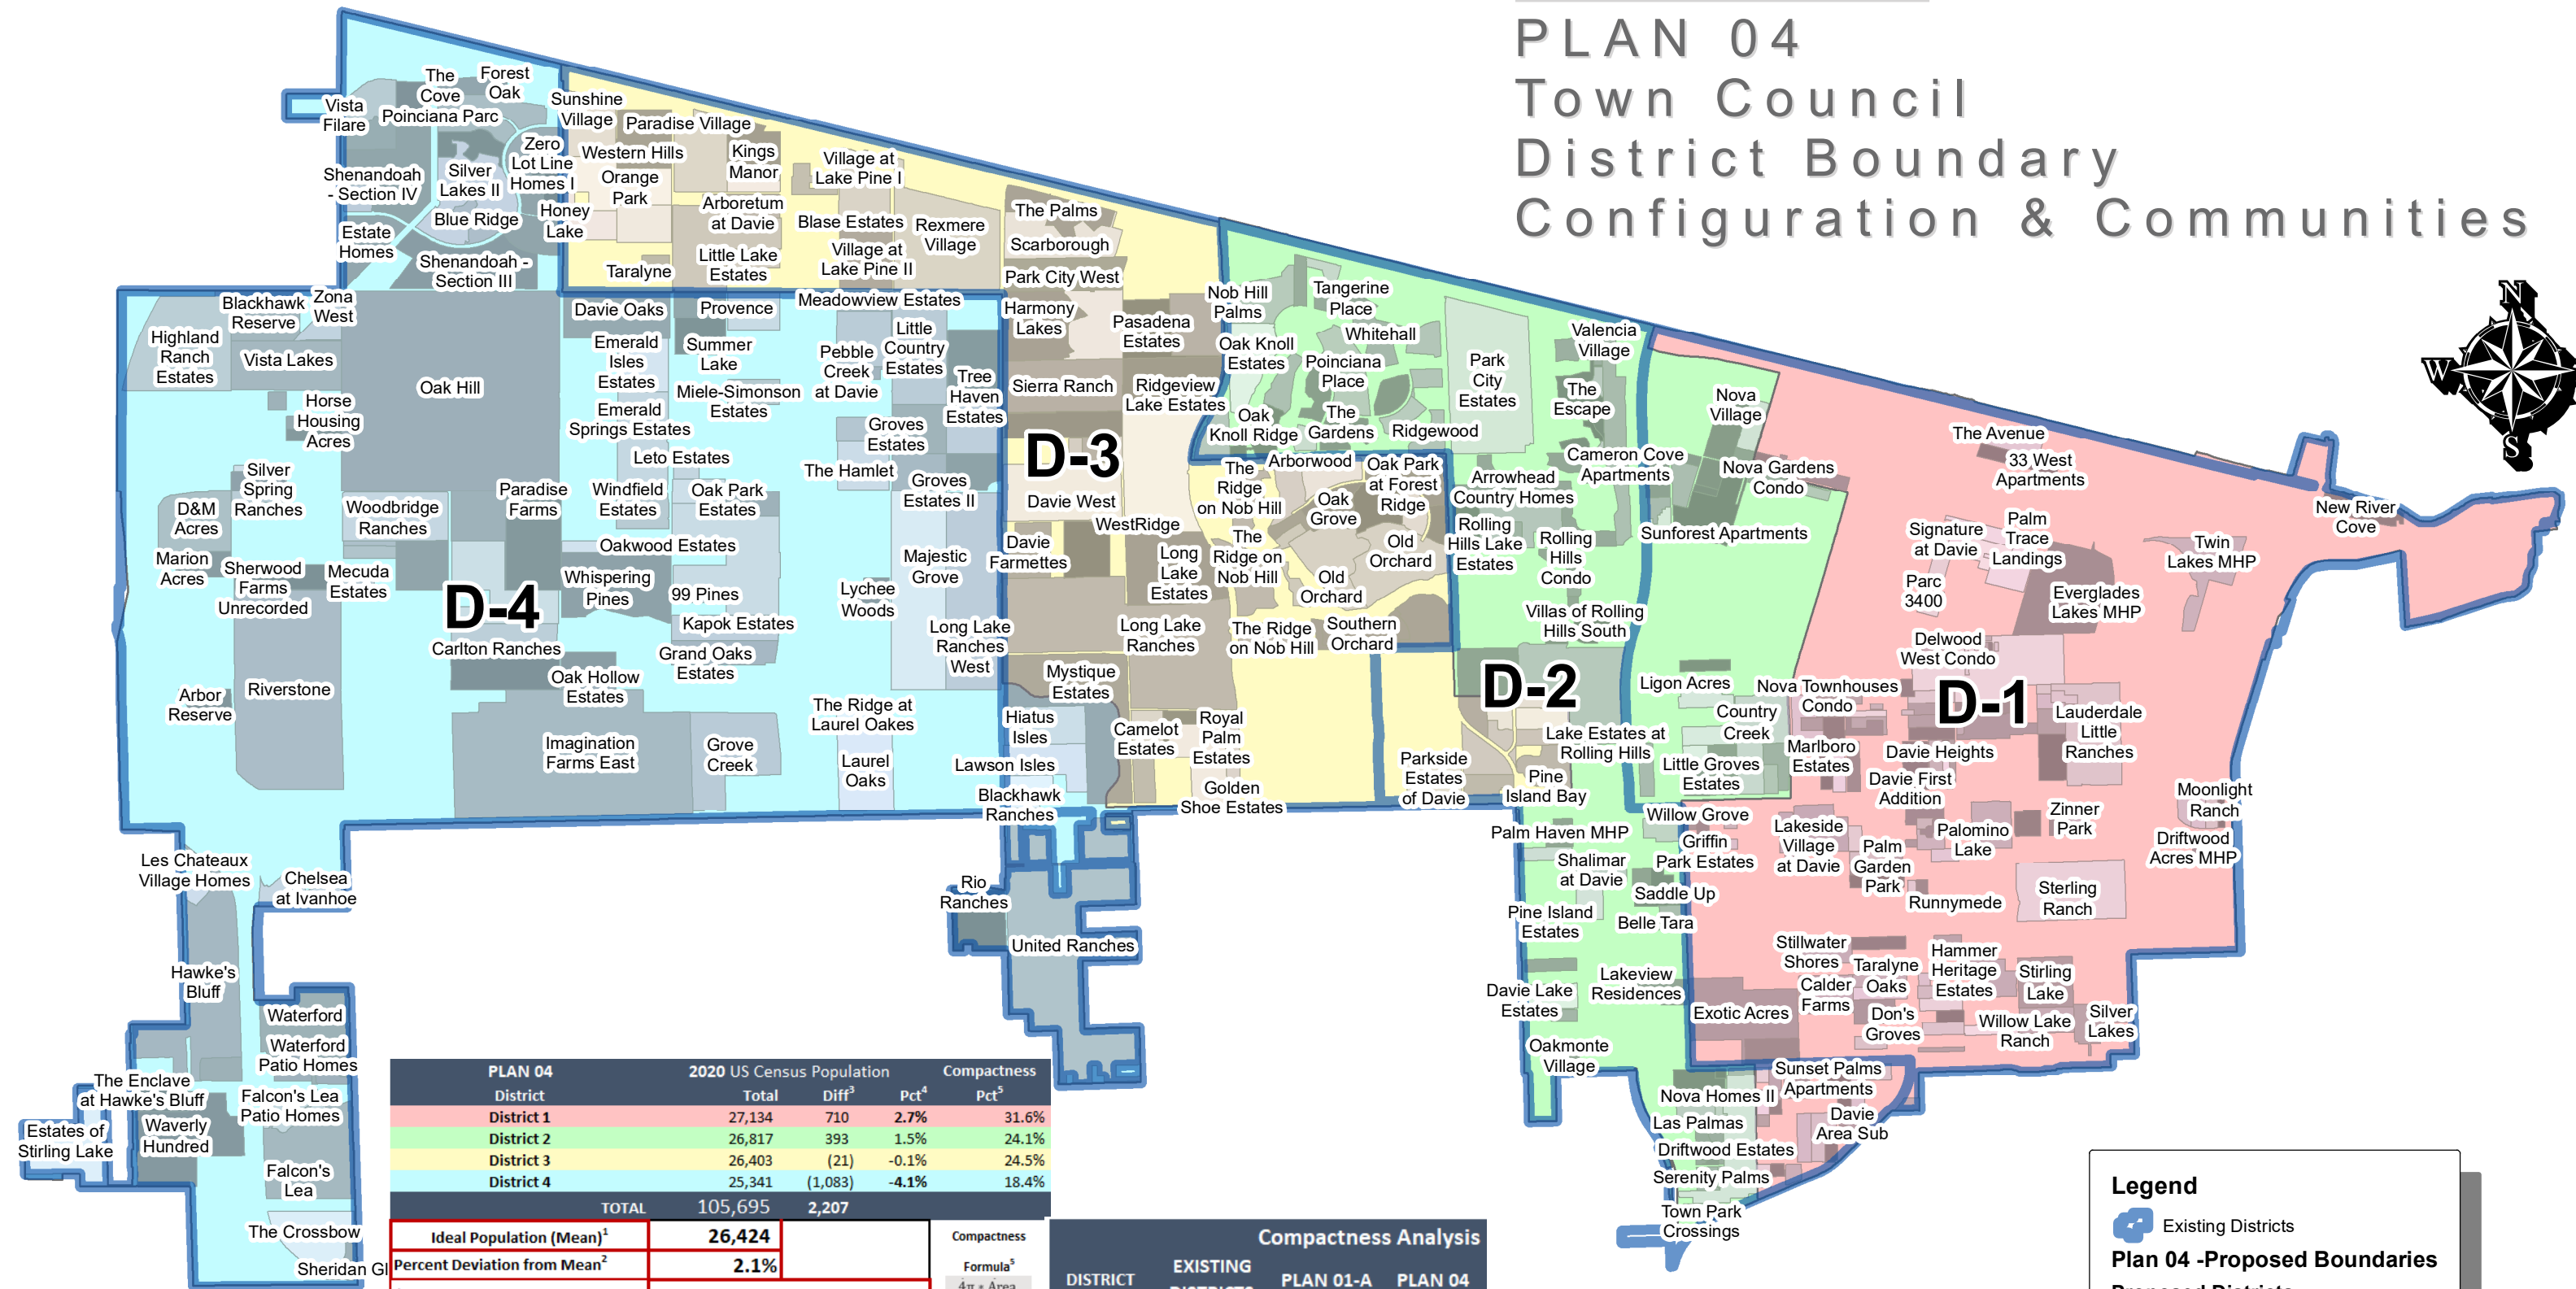 PLAN 04
Town Council
District Boundary
Configuration & Communities
N
W
S
The
Cove
Forest
Oak
Vista
Filare
Poinciana Parc
Zero
Lot Line
Homes I
Shenandoah
- Section IV
Silver
Lakes II
Blue Ridge
Honey
Lake
Estate
Homes
Shenandoah -
Section III
Sunshine
Village
Paradise Village
Western Hills
Kings
Manor
Orange
Park
Village at
Lake Pine I
Arboretum
at Davie
Blase Estates
Rexmere
Village
Little Lake
Estates
Village at
Lake Pine II
Taralyne
The Palms
Scarborough
Park City West
Harmony
Lakes
Pasadena
Estates
Sierra Ranch
Ridgeview
Lake Estates
D-3
Davie West
WestRidge
Davie
Farmettes
Long
Lake
Estates
Long Lake
Ranches
Mystique
Estates
Hiatus
Isles
Camelot
Estates
Royal
Palm
Estates
Lawson Isles
Blackhawk
Ranches
Golden
Shoe Estates
The
Ridge
on Nob Hill
Arborwood
Oak Park
at Forest
Ridge
Oak
Grove
The
Ridge on
Nob Hill
Old
Orchard
Old
Orchard
The Ridge
on Nob Hill
Southern
Orchard
Parkside
Estates
of Davie
Pine
Island Bay
Blackhawk
Reserve
Zona
West
Highland
Ranch
Estates
Vista Lakes
Oak Hill
Horse
Housing
Acres
Silver
Spring
Ranches
D&M
Acres
Woodbridge
Ranches
Paradise
Farms
Marion
Acres
Sherwood
Farms
Unrecorded
Mecuda
Estates
D-4
Carlton Ranches
Arbor
Reserve
Riverstone
Oak Hollow
Estates
Imagination
Farms East
Grove
Creek
Davie Oaks
Provence
Meadowview Estates
Emerald
Isles
Estates
Summer
Lake
Pebble
Creek
at Davie
Little
Country
Estates
Miele-Simonson
Estates
Tree
Haven
Estates
Emerald
Springs Estates
Groves
Estates
Leto Estates
The Hamlet
Groves
Estates II
Windfield
Estates
Oak Park
Estates
Oakwood Estates
Majestic
Grove
Whispering
Pines
99 Pines
Lychee
Woods
Kapok Estates
Grand Oaks
Estates
Long Lake
Ranches
West
The Ridge at
Laurel Oakes
Laurel
Oaks
Les Chateaux
Village Homes
Chelsea
at Ivanhoe
Hawke's
Bluff
Waterford
Waterford
Patio Homes
The Enclave
at Hawke's Bluff
Falcon's Lea
Patio Homes
Estates of
Stirling Lake
Waverly
Hundred
Falcon's
Lea
The Crossbow
Sheridan Gl
Rio
Ranches
United Ranches
Nob Hill
Palms
Tangerine
Place
Whitehall
Oak Knoll
Estates
Poinciana
Place
Park
City
Estates
Valencia
Village
The
Escape
Oak
Knoll Ridge
The
Gardens
Ridgewood
Cameron Cove
Apartments
Arrowhead
Country Homes
Nova
Village
Nova Gardens
Condo
Rolling
Hills Lake
Estates
Rolling
Hills
Condo
Sunforest Apartments
Villas of Rolling
Hills South
D-2
Ligon Acres
Country
Creek
Lake Estates at
Rolling Hills
Little Groves
Estates
Palm Haven MHP
Willow Grove
Shalimar
at Davie
Griffin
Park Estates
Saddle Up
Pine Island
Estates
Belle Tara
Davie Lake
Estates
Lakeview
Residences
Oakmonte
Village
Nova Homes II
Las Palmas
Driftwood Estates
Serenity Palms
Town Park
Crossings
The Avenue
33 West
Apartments
New River
Cove
Signature
at Davie
Palm
Trace
Landings
Twin
Lakes MHP
Parc
3400
Everglades
Lakes MHP
Delwood
West Condo
Nova Townhouses
Condo
D-1
Lauderdale
Little
Ranches
Marlboro
Estates
Davie Heights
Davie First
Addition
Moonlight
Ranch
Lakeside
Village
at Davie
Palomino
Lake
Zinner
Park
Driftwood
Acres MHP
Palm
Garden
Park
Runnymede
Sterling
Ranch
Stillwater
Shores
Taralyne
Oaks
Hammer
Heritage
Estates
Stirling
Lake
Calder
Farms
Exotic Acres
Don's
Groves
Willow Lake
Ranch
Silver
Lakes
Sunset Palms
Apartments
Davie
Area Sub
PLAN 04 2020 US Census Population Compactness
District Total Diff3 Pct4 Pct5
District 1 27,134 710 2.7% 31.6%
District 2 26,817 393 1.5% 24.1%
District 3 26,403 (21) -0.1% 24.5%
District 4 25,341 (1,083) -4.1% 18.4%
TOTAL 105,695 2,207
Ideal Population (Mean)1 26,424
Percent Deviation from Mean2 2.1%
Compactness
Formula5
4π * Area
Compactness Analysis
DISTRICT EXISTING PLAN 01-A PLAN 04
Legend
Existing Districts
Plan 04 -Proposed Boundaries